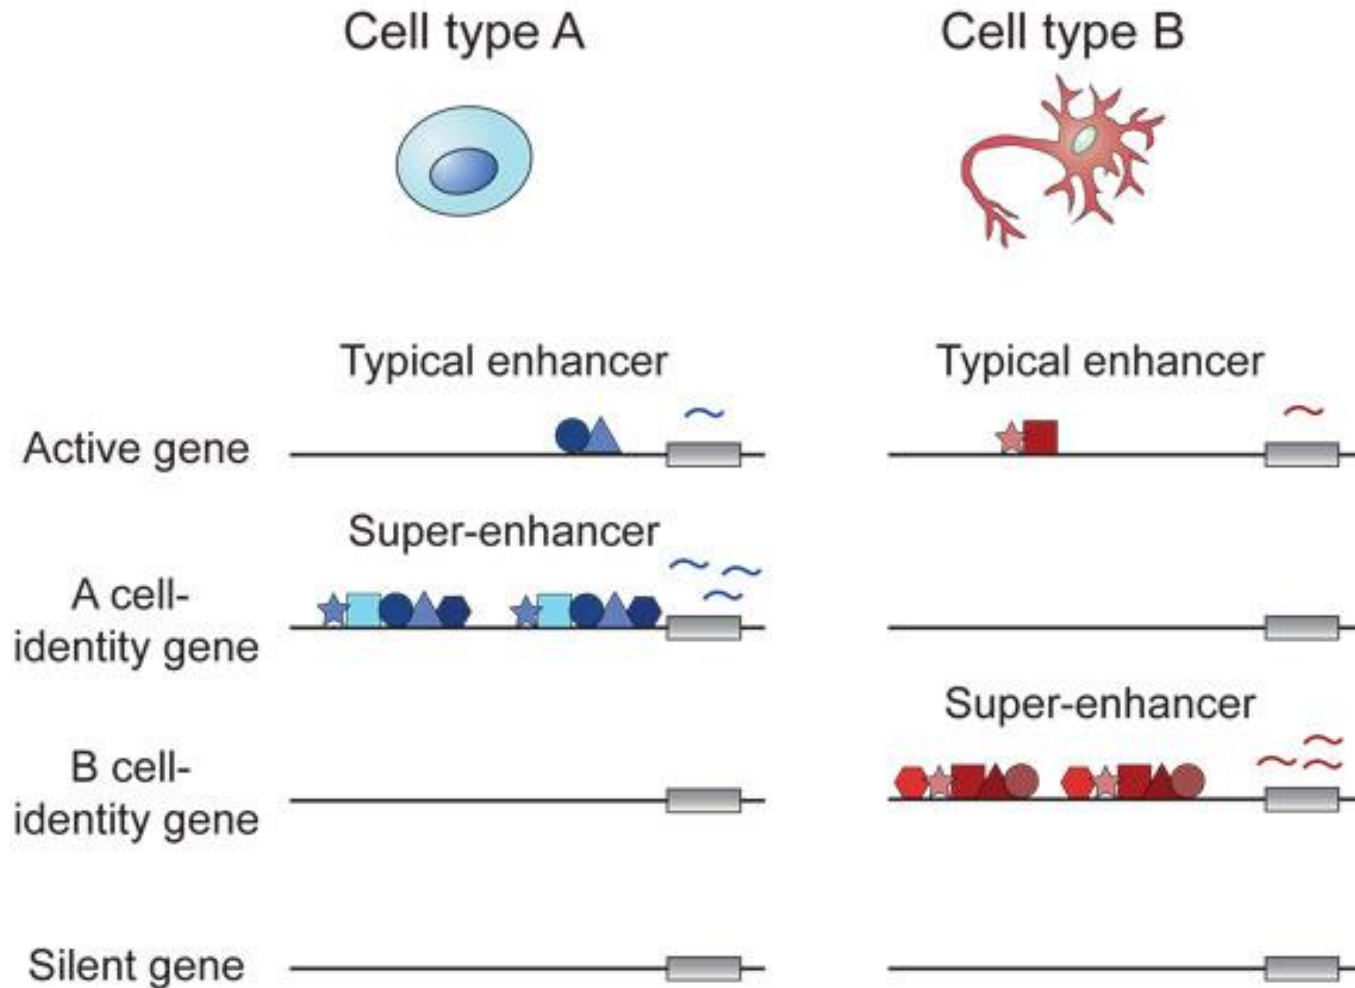 Cell type A
Cell type B
Typical enhancer
Typical enhancer
Active gene
Super-enhancer
A cell-
identity gene
Super-enhancer
B cell-
identity gene
Silent gene